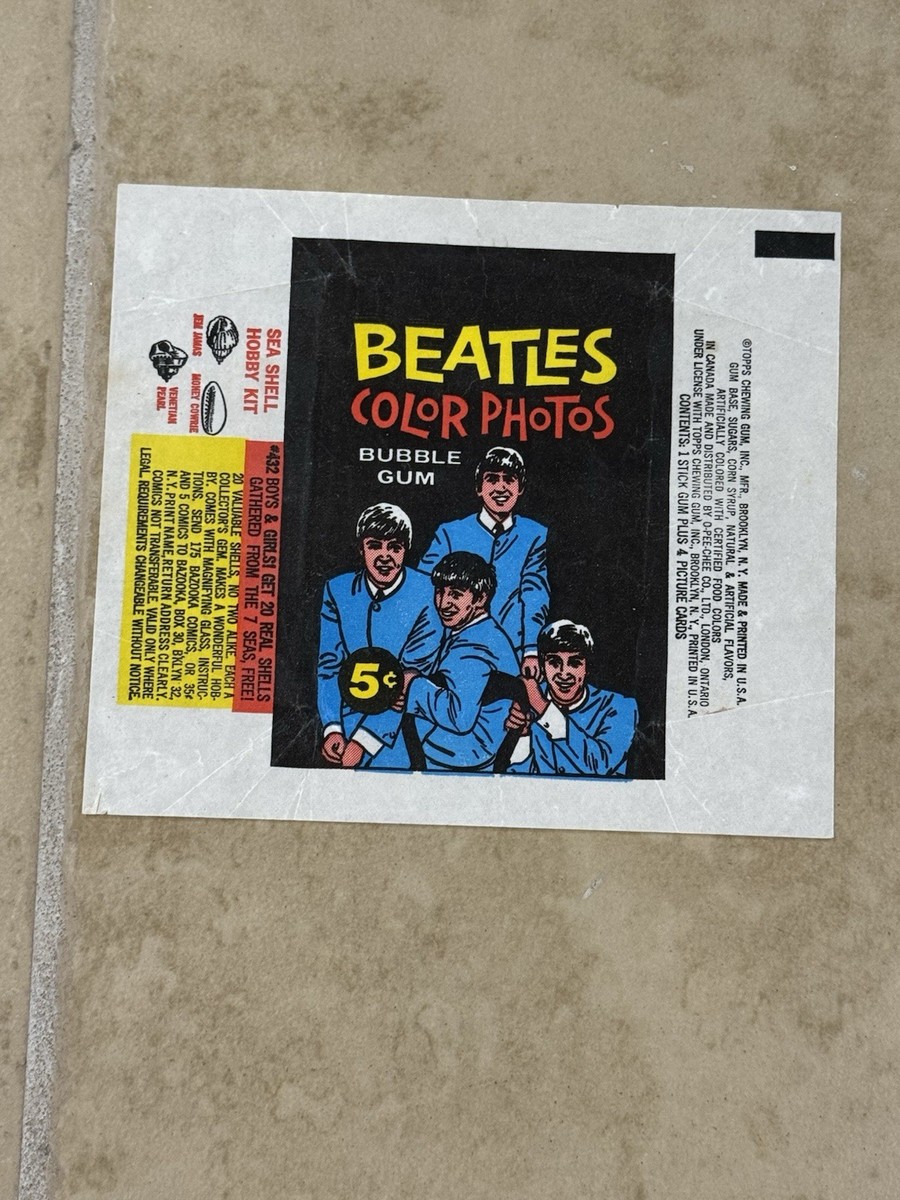 BEATLES
COLOR PHOTOS
BUBBLE
GUM
5¢
SEA SHELL
HOBBY KIT
JEM JAMAS
MONEY COWRIE
VENETIAN
PEARL
#432 BOYS & GIRLS! GET 20 REAL SHELLS
GATHERED FROM THE 7 SEAS, FREE!
20 VALUABLE SHELLS, NO TWO ALIKE. EACH A
COLLECTOR'S GEM. MAKES A WONDERFUL HOB-
BY. COMES WITH MAGNIFYING GLASS, INSTRUC-
TIONS. SEND 175 BAZOOKA COMICS, OR 35¢
AND 5 COMICS TO BAZOOKA, BOX 30, BKLYN 32,
N.Y. PRINT NAME, RETURN ADDRESS CLEARLY.
COMICS NOT TRANSFERABLE. VALID ONLY WHERE
LEGAL. REQUIREMENTS CHANGEABLE WITHOUT NOTICE.
©TOPPS CHEWING GUM, INC., MFR., BROOKLYN, N. Y. MADE & PRINTED IN U.S.A.
GUM BASE, SUGARS, CORN SYRUP, NATURAL & ARTIFICIAL FLAVORS,
ARTIFICIALLY COLORED WITH CERTIFIED FOOD COLORS
IN CANADA MADE AND DISTRIBUTED BY O-PEE-CHEE CO., LTD., LONDON, ONTARIO
UNDER LICENSE WITH TOPPS CHEWING GUM, INC., BROOKLYN, N. Y., PRINTED IN U.S.A.
CONTENTS: 1 STICK GUM PLUS 4 PICTURE CARDS